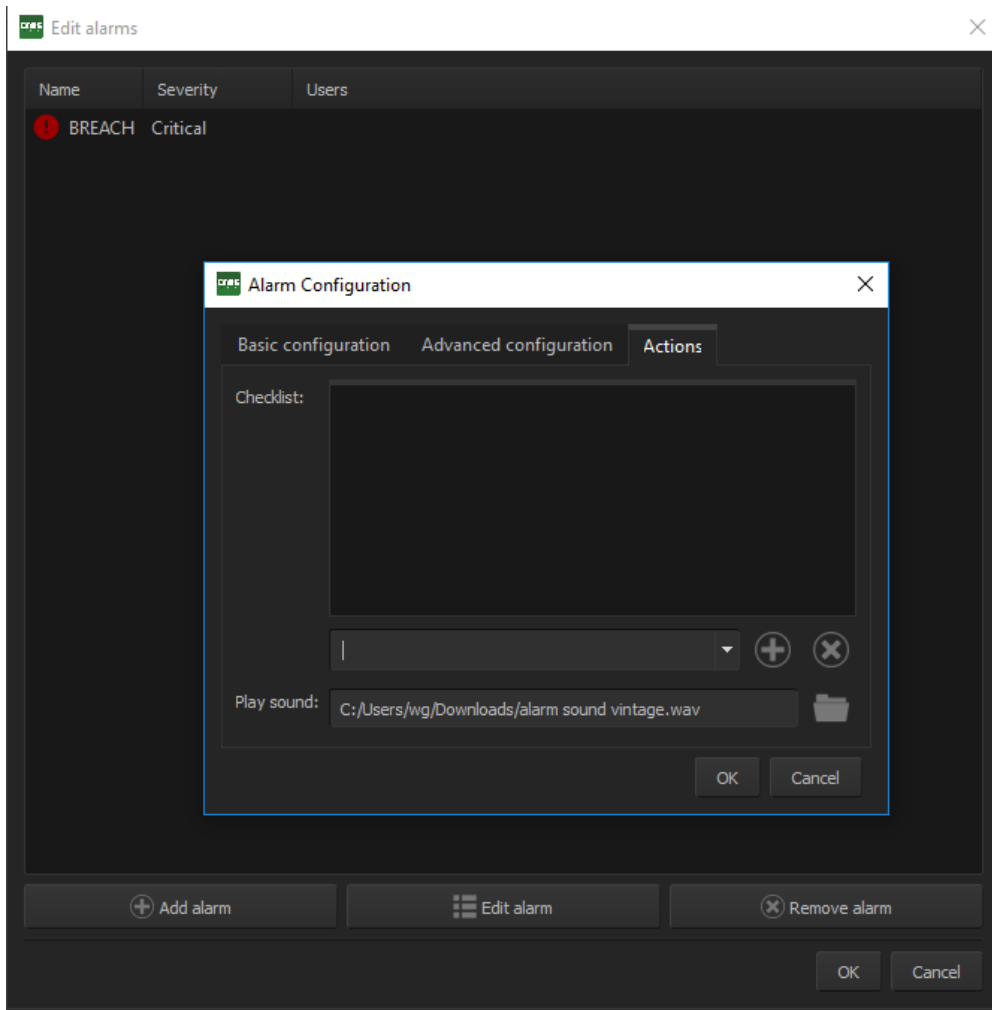 Edit alarms
Name Severity Users
BREACH Critical
Alarm Configuration
Basic configuration Advanced configuration Actions
Checklist:
Play sound: C:/Users/wg/Downloads/alarm sound vintage.wav
OK Cancel
Add alarm Edit alarm Remove alarm
OK Cancel